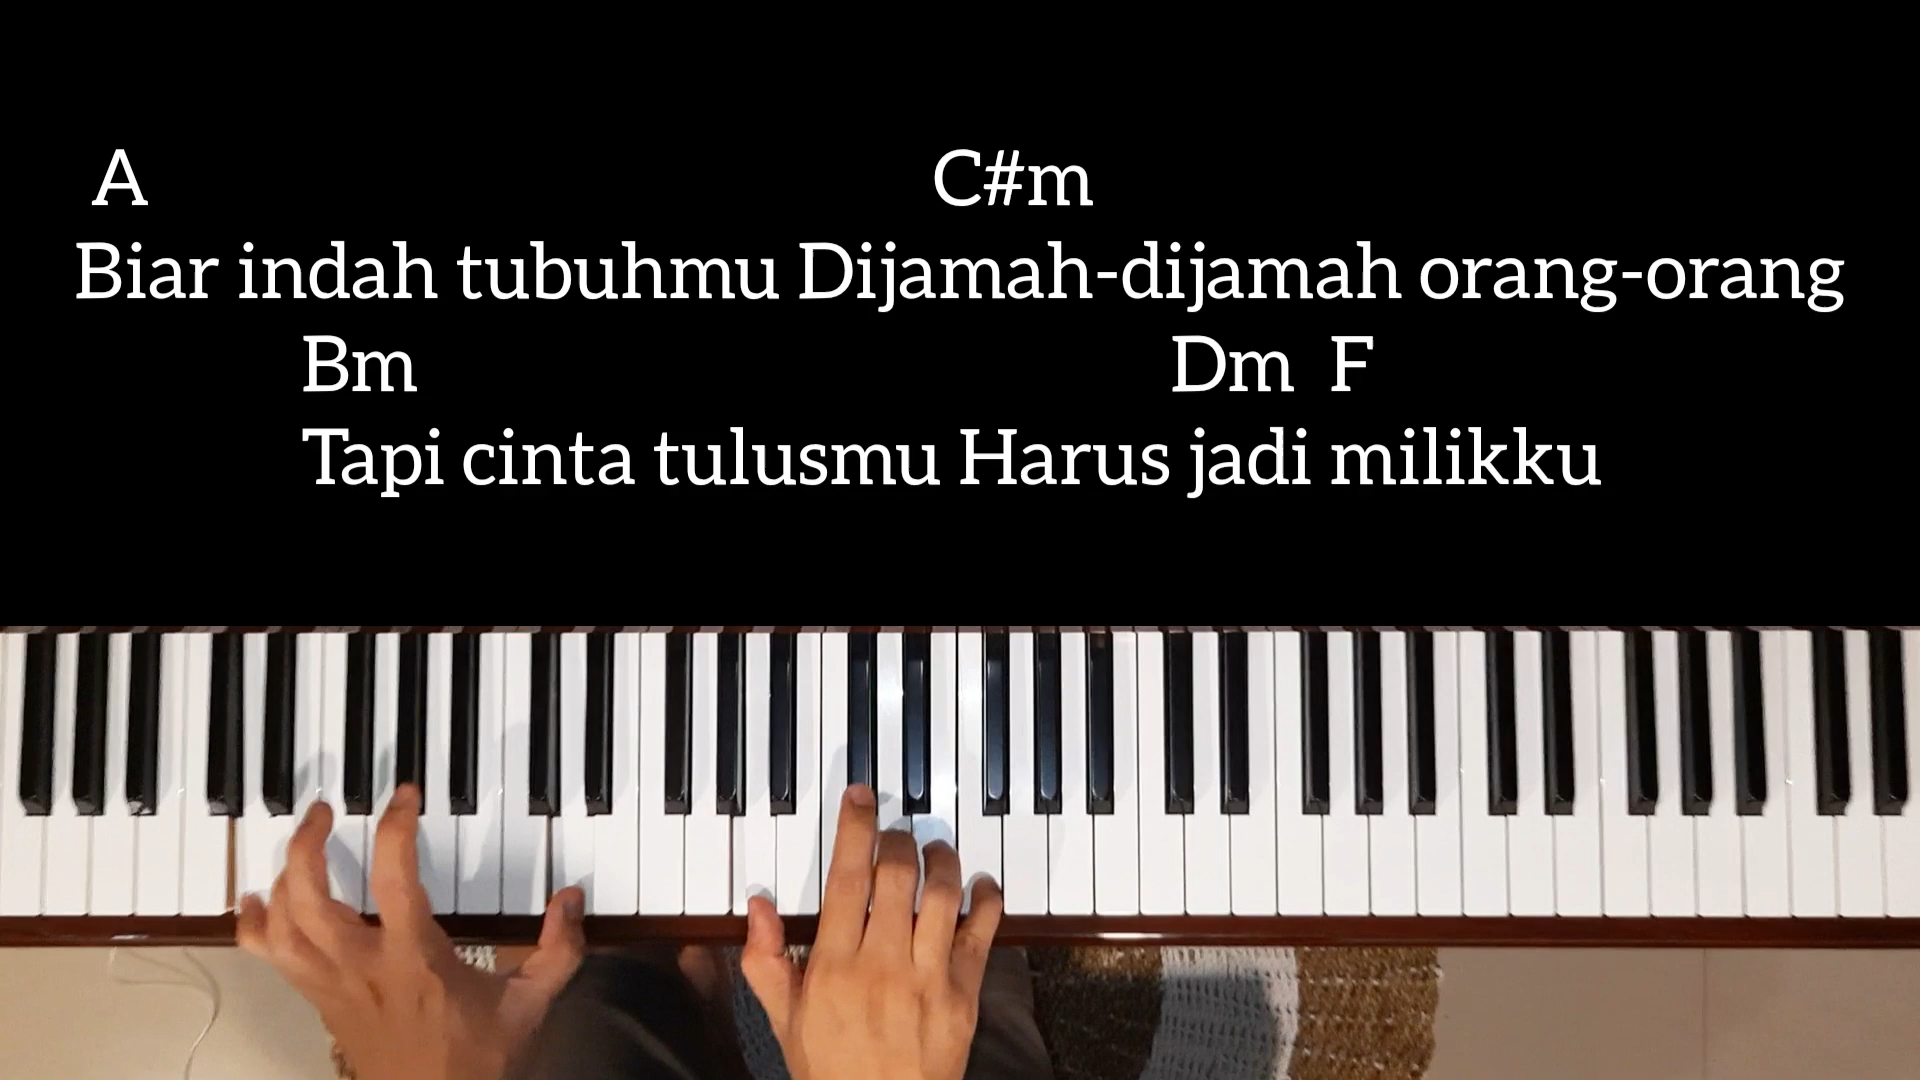 A C#m
Biar indah tubuhmu Dijamah-dijamah orang-orang
Bm Dm F
Tapi cinta tulusmu Harus jadi milikku